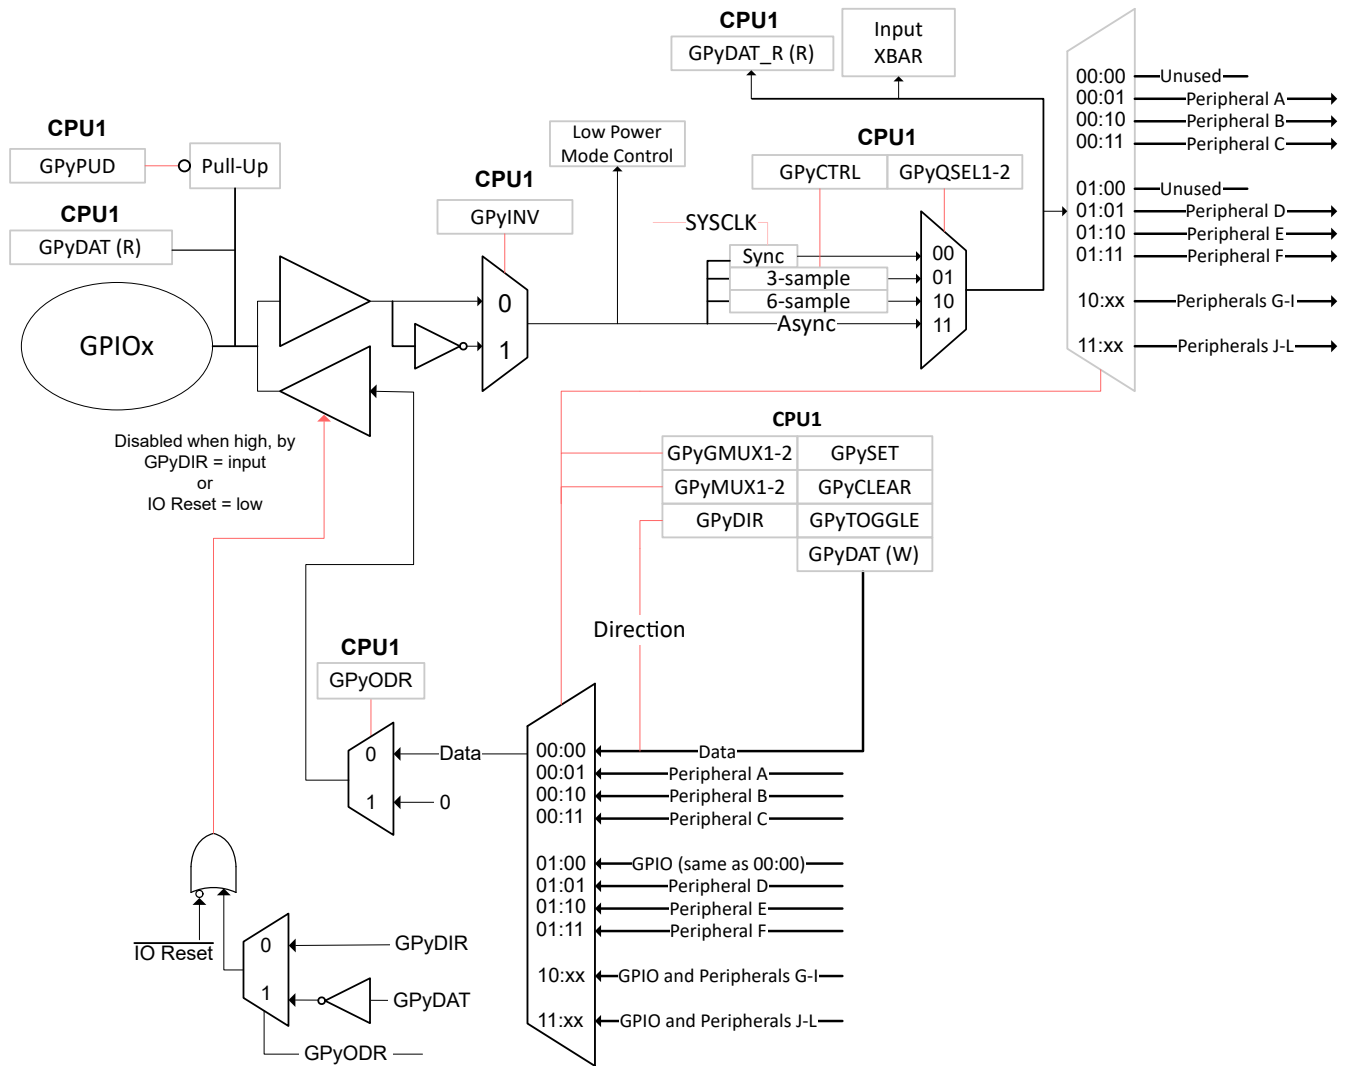 CPU1
GPyDAT_R (R)
Input
XBAR
00:00 Unused
00:01 Peripheral A
00:10 Peripheral B
00:11 Peripheral C
01:00 Unused
01:01 Peripheral D
01:10 Peripheral E
01:11 Peripheral F
10:xx Peripherals G-I
11:xx Peripherals J-L
CPU1
GPyPUD
Pull-Up
CPU1
GPyDAT (R)
GPIOx
Low Power
Mode Control
CPU1
GPyINV
0
1
CPU1
GPyCTRL
GPyQSEL1-2
SYSCLK
Sync
3-sample
6-sample
Async
00
01
10
11
Disabled when high, by
GPyDIR = input
or
IO Reset = low
CPU1
GPyGMUX1-2 GPySET
GPyMUX1-2 GPyCLEAR
GPyDIR GPyTOGGLE
GPyDAT (W)
Direction
CPU1
GPyODR
0
1
Data
0
00:00 Data
00:01 Peripheral A
00:10 Peripheral B
00:11 Peripheral C
01:00 GPIO (same as 00:00)
01:01 Peripheral D
01:10 Peripheral E
01:11 Peripheral F
10:xx GPIO and Peripherals G-I
11:xx GPIO and Peripherals J-L
IO Reset
0
1
GPyDIR
GPyDAT
GPyODR